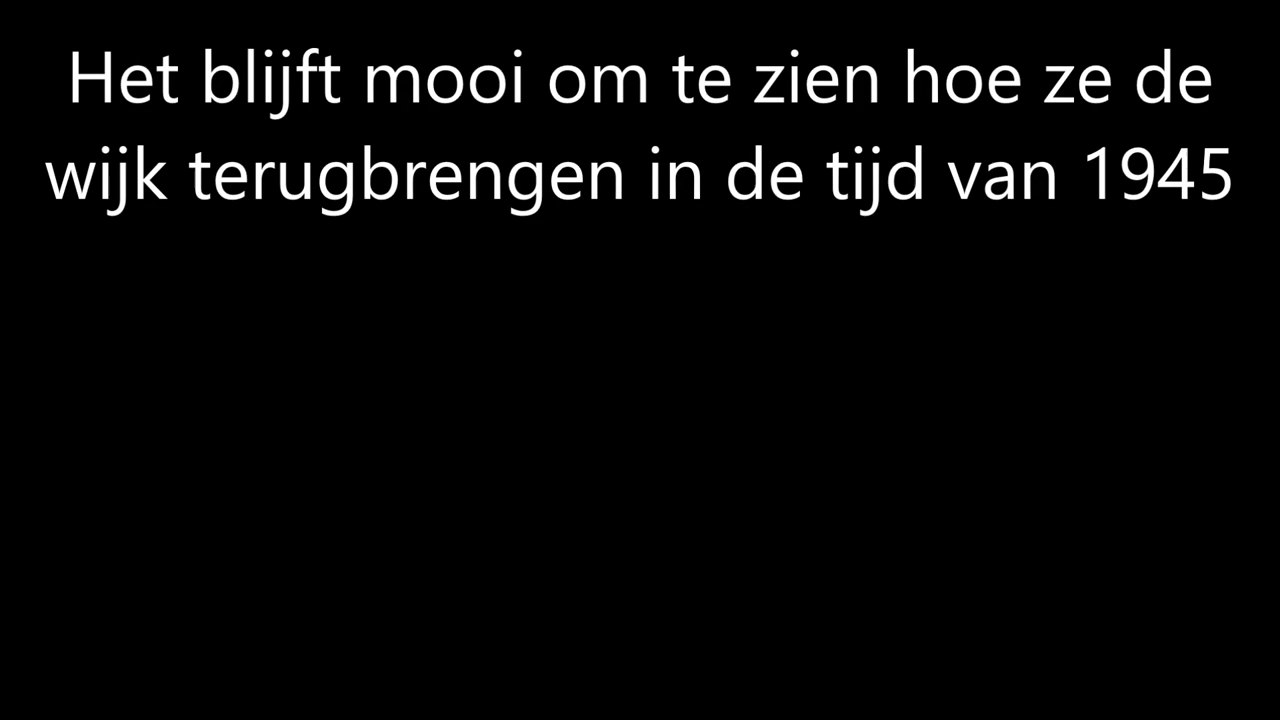 Het blijft mooi om te zien hoe ze de
wijk terugbrengen in de tijd van 1945